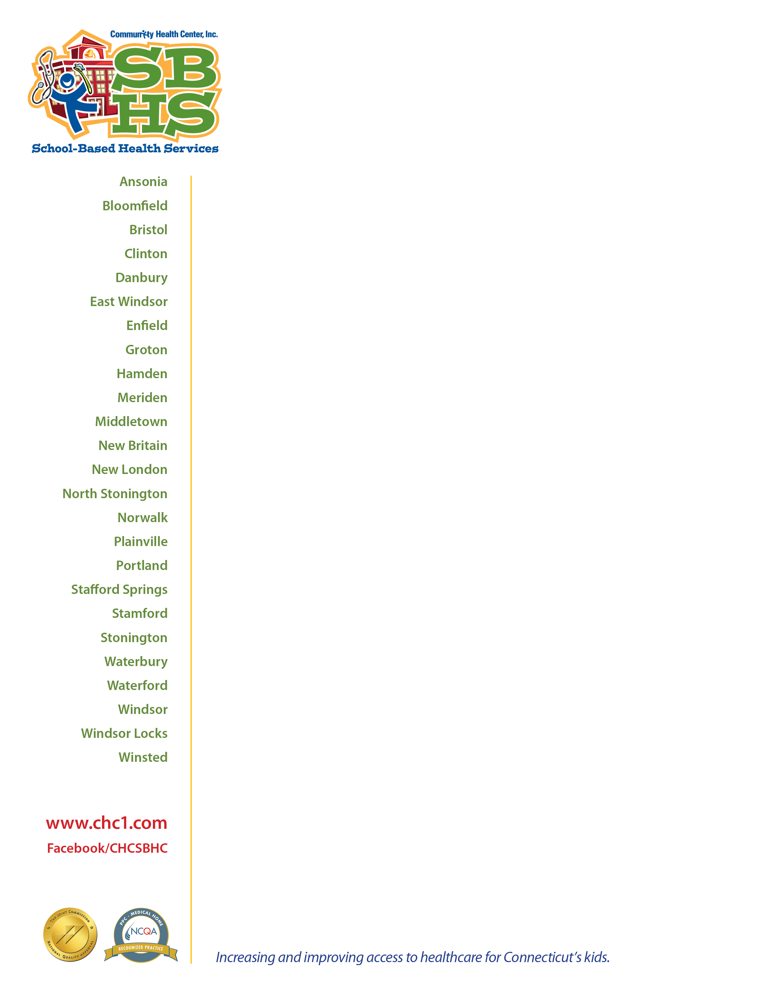 Community Health Center, Inc.
SB
HS
School-Based Health Services
Ansonia
Bloomfield
Bristol
Clinton
Danbury
East Windsor
Enfield
Groton
Hamden
Meriden
Middletown
New Britain
New London
North Stonington
Norwalk
Plainville
Portland
Stafford Springs
Stamford
Stonington
Waterbury
Waterford
Windsor
Windsor Locks
Winsted
www.chc1.com
Facebook/CHCSBHC
The Joint Commission
National Quality Approval
PPC - MEDICAL HOME
NCQA
RECOGNIZED PRACTICE
Increasing and improving access to healthcare for Connecticut’s kids.